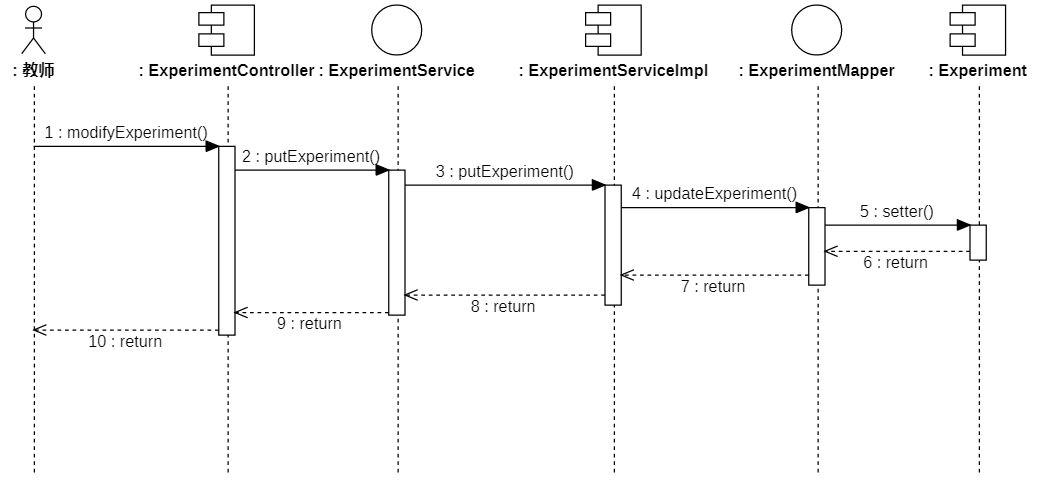 : 教师
: ExperimentController
: ExperimentService
: ExperimentServiceImpl
: ExperimentMapper
: Experiment
1 : modifyExperiment()
2 : putExperiment()
3 : putExperiment()
4 : updateExperiment()
5 : setter()
6 : return
7 : return
8 : return
9 : return
10 : return